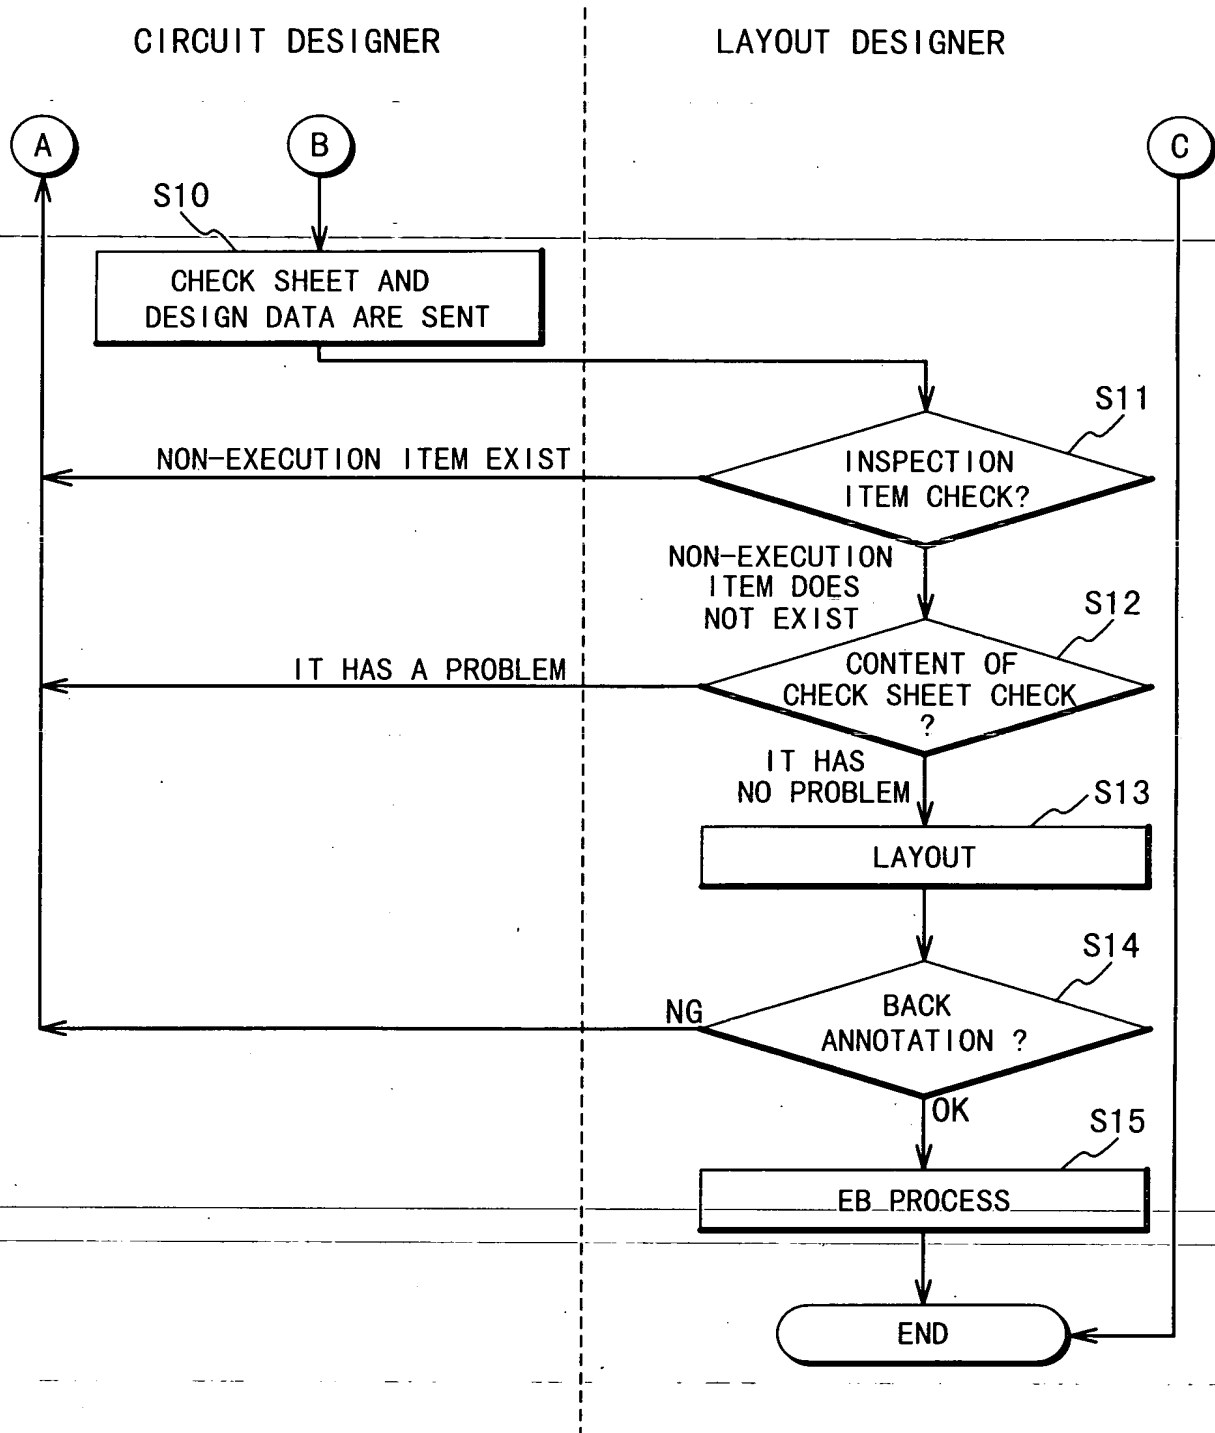 CIRCUIT DESIGNER
LAYOUT DESIGNER
A
B
C
S10
CHECK SHEET AND
DESIGN DATA ARE SENT
S11
INSPECTION
ITEM CHECK?
NON-EXECUTION ITEM EXIST
NON-EXECUTION
ITEM DOES
NOT EXIST
S12
CONTENT OF
CHECK SHEET CHECK
?
IT HAS A PROBLEM
IT HAS
NO PROBLEM
S13
LAYOUT
S14
BACK
ANNOTATION ?
NG
OK
S15
EB PROCESS
END